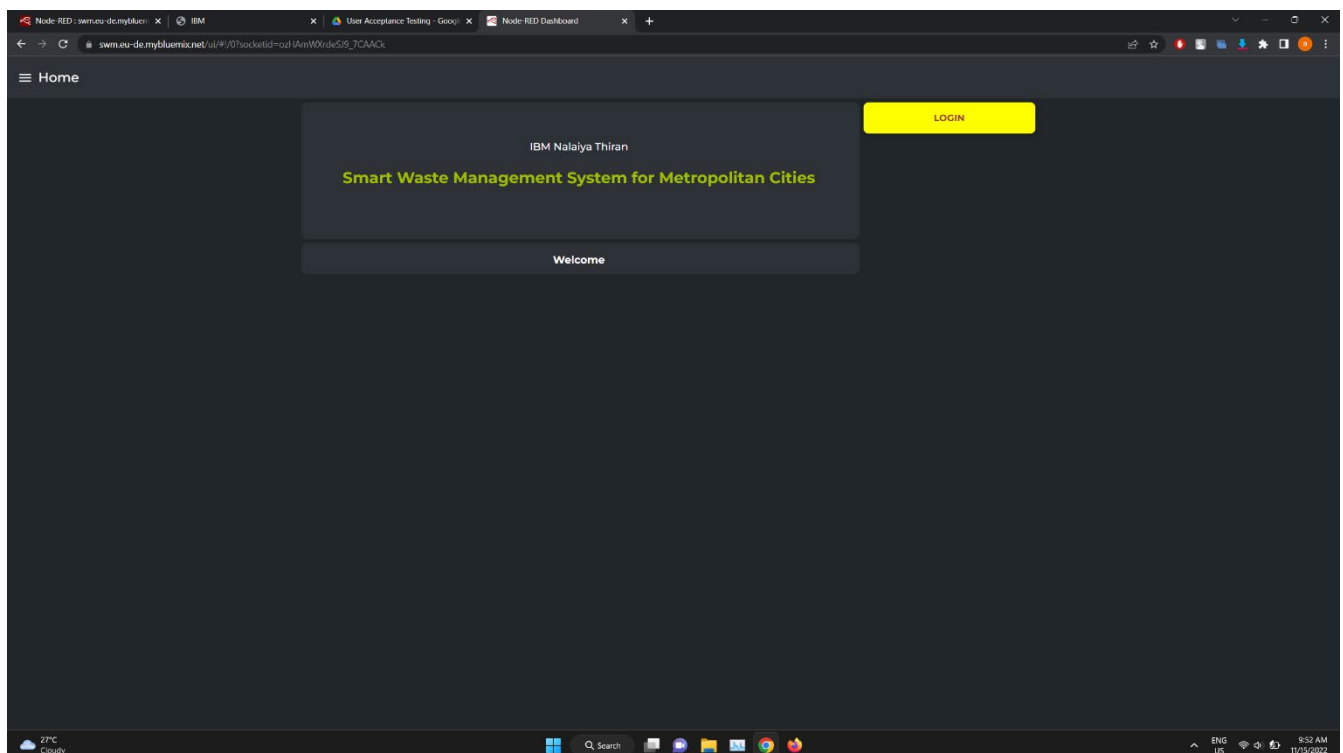 Node-RED : swm.eu-de.mybluem
IBM
User Acceptance Testing - Googl
Node-RED Dashboard
swm.eu-de.mybluemix.net/ui/#!/0?socketid=
Home
LOGIN
IBM Nalaiya Thiran
Smart Waste Management System for Metropolitan Cities
Welcome
27°C
Cloudy
Search
ENG
US
9:52 AM
11/15/2022